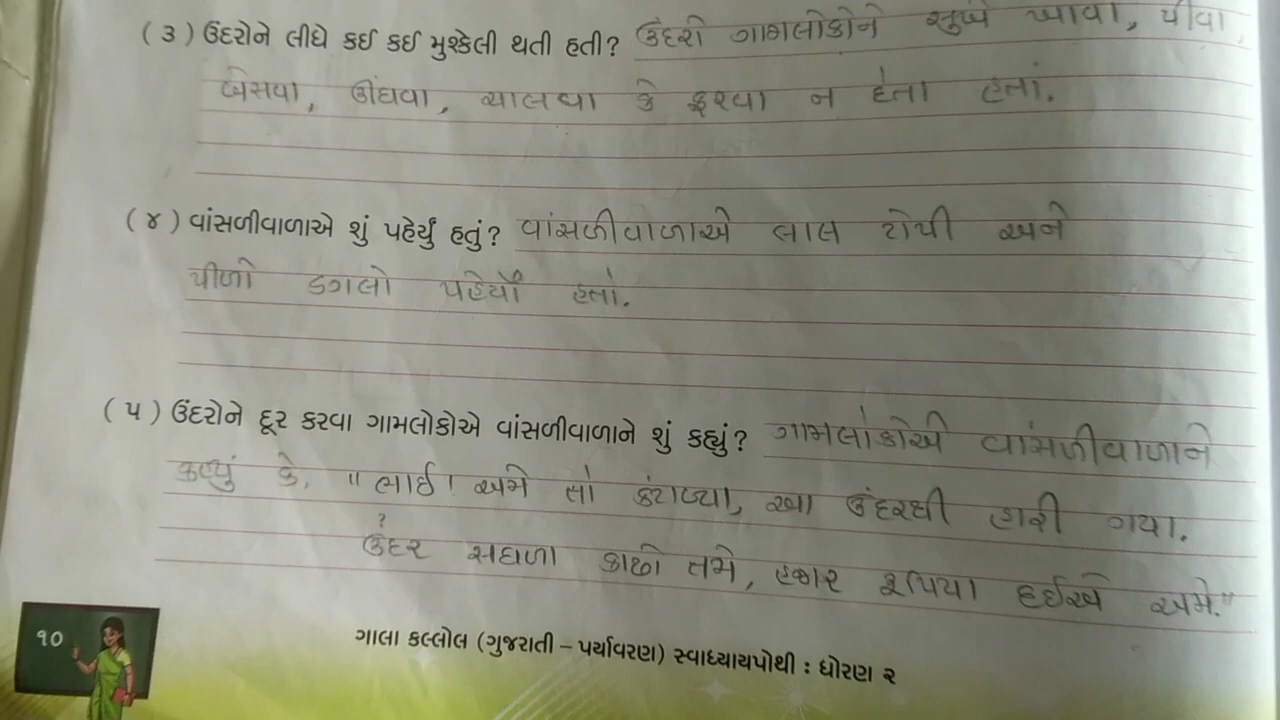 (૩) ઉંદરોને લીધે કઈ કઈ મુશ્કેલી થતી હતી? ઉંદરો ગામલોકોને સુખે ખાવા, પીવા,
બેસવા, ઊંઘવા, ચાલવા કે ફરવા ન દેતા હતાં.
(૪) વાંસળીવાળાએ શું પહેર્યું હતું? વાંસળીવાળાએ લાલ ટોપી અને
પીળો ડગલો પહેર્યો હતો.
(૫) ઉંદરોને દૂર કરવા ગામલોકોએ વાંસળીવાળાને શું કહ્યું? ગામલોકોએ વાંસળીવાળાને
કહ્યું કે, "ભાઈ! અમે તો કંટાળ્યા, આ ઉંદરથી હારી ગયા.
?
ઉંદર સઘળા કાઢો તમે, હજાર રૂપિયા દઈએ અમે."
૧૦
ગાલા કલ્લોલ (ગુજરાતી – પર્યાવરણ) સ્વાધ્યાયપોથી : ધોરણ ૨